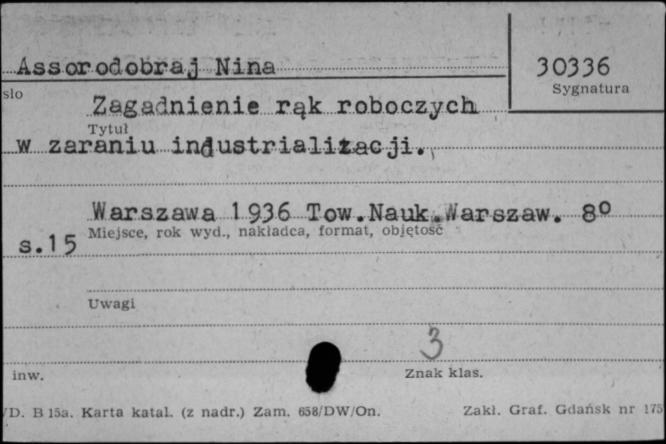 Assorodobraj Nina
30336
sło
Sygnatura
Zagadnienie rąk roboczych
Tytuł
w zaraniu industrializacji.
Warszawa 1936 Tow.Nauk.Warszaw. 8º
Miejsce, rok wyd., nakładca, format, objętość
s.15
Uwagi
3
inw.
Znak klas.
/D. B 15a. Karta katal. (z nadr.) Zam. 658/DW/On.
Zakł. Graf. Gdańsk nr 175